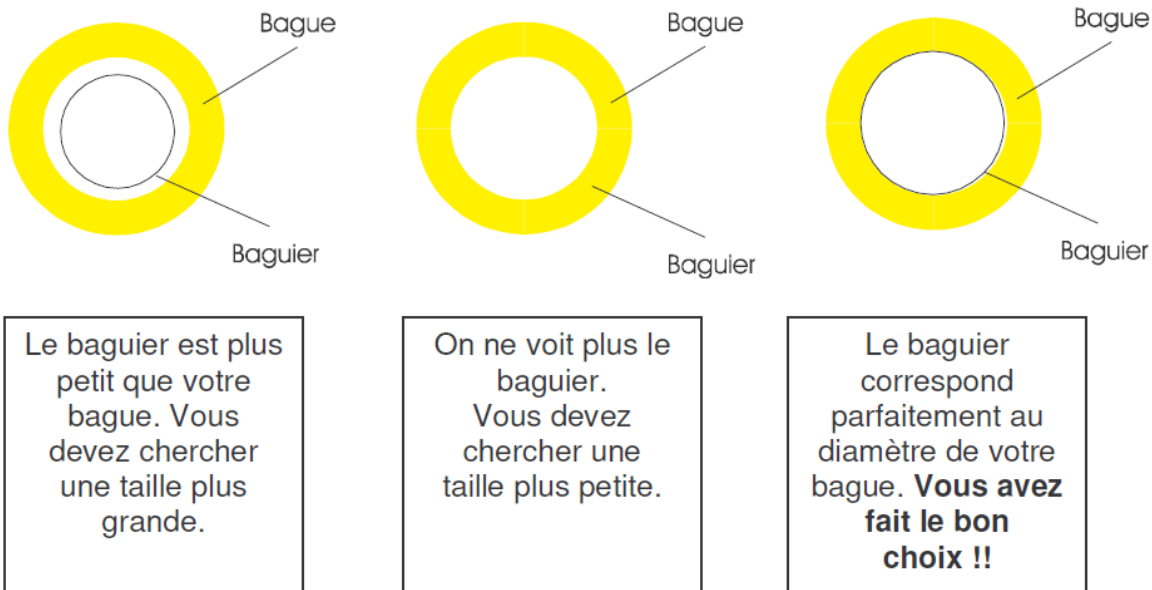 Bague
Baguier
Le baguier est plus
petit que votre
bague. Vous
devez chercher
une taille plus
grande.
Bague
Baguier
On ne voit plus le
baguier.
Vous devez
chercher une
taille plus petite.
Bague
Baguier
Le baguier
correspond
parfaitement au
diamètre de votre
bague. Vous avez
fait le bon
choix !!